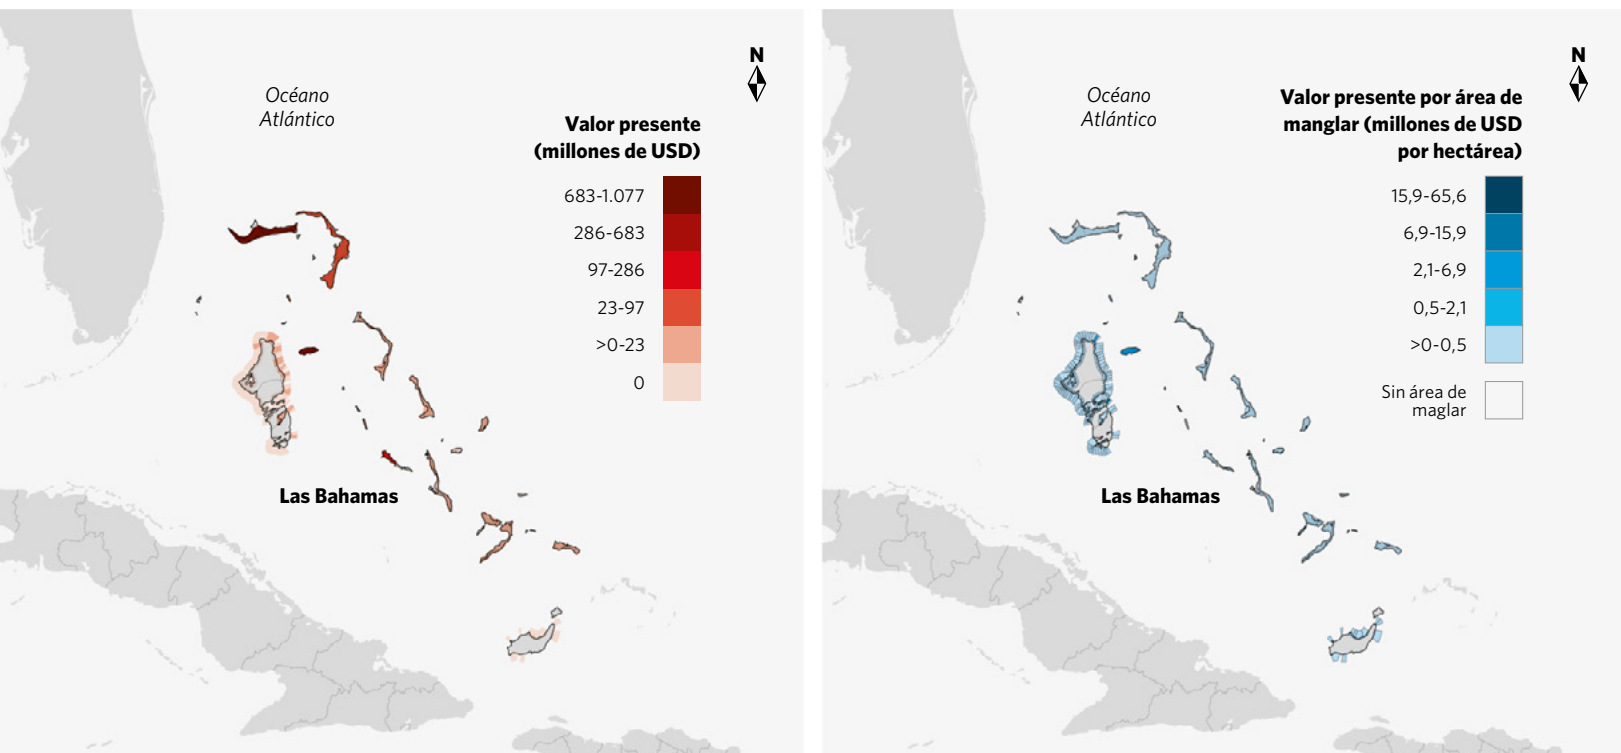 N
Océano
Atlántico
Valor presente
(millones de USD)
683-1.077
286-683
97-286
23-97
>0-23
0
Las Bahamas
N
Océano
Atlántico
Valor presente por área de
manglar (millones de USD
por hectárea)
15,9-65,6
6,9-15,9
2,1-6,9
0,5-2,1
>0-0,5
Sin área de
maglar
Las Bahamas